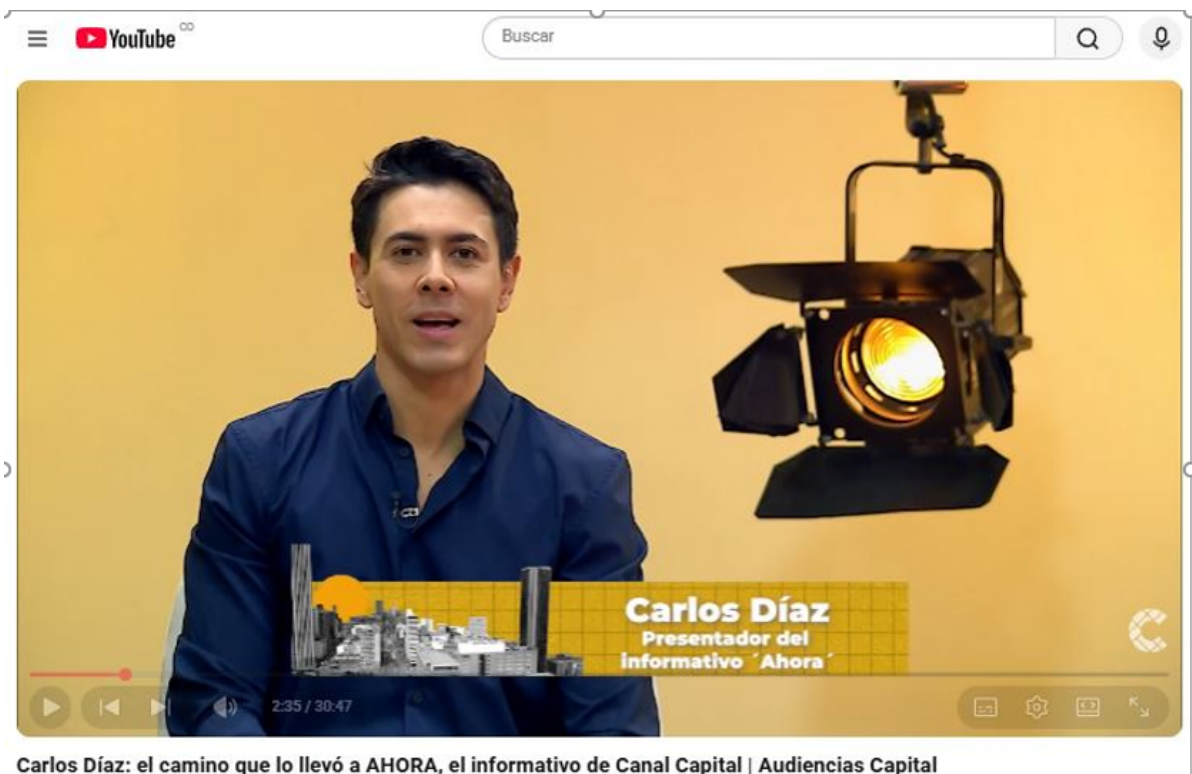 YouTube CO
Buscar
Carlos Díaz
Presentador del
informativo ´Ahora´
C
2:35 / 30:47
Carlos Díaz: el camino que lo llevó a AHORA, el informativo de Canal Capital | Audiencias Capital